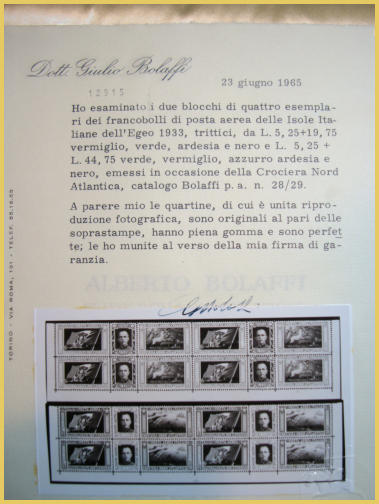 Dott. Giulio Bolaffi
12915
23 giugno 1965
Ho esaminato i due blocchi di quattro esempla-
ri dei francobolli di posta aerea delle Isole Ita-
liane dell'Egeo 1933, trittici, da L. 5,25+19,75
vermiglio, verde, ardesia e nero e L. 5,25 +
L. 44,75 verde, vermiglio, azzurro ardesia e
nero, emessi in occasione della Crociera Nord
Atlantica, catalogo Bolaffi p. a. n. 28/29.
A parere mio le quartine, di cui è unita ripro-
duzione fotografica, sono originali al pari delle
soprastampe, hanno piena gomma e sono perfet
te; le ho munite al verso della mia firma di ga-
ranzia.
ALBERTO BOLAFFI
TORINO - VIA ROMA, 101 - TELEF.